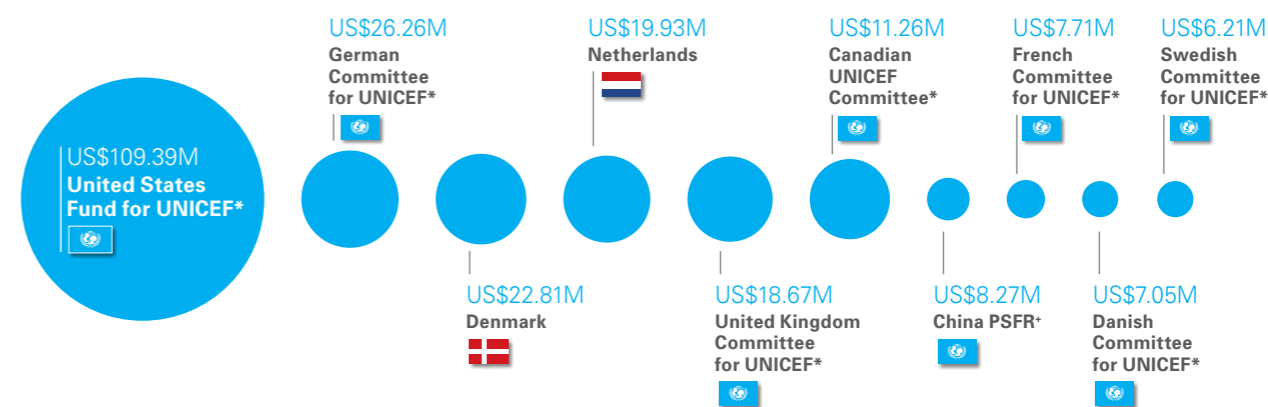 US$109.39M
United States
Fund for UNICEF*
US$26.26M
German
Committee
for UNICEF*
US$22.81M
Denmark
US$19.93M
Netherlands
US$18.67M
United Kingdom
Committee
for UNICEF*
US$11.26M
Canadian
UNICEF
Committee*
US$8.27M
China PSFR⁺
US$7.71M
French
Committee
for UNICEF*
US$7.05M
Danish
Committee
for UNICEF*
US$6.21M
Swedish
Committee
for UNICEF*